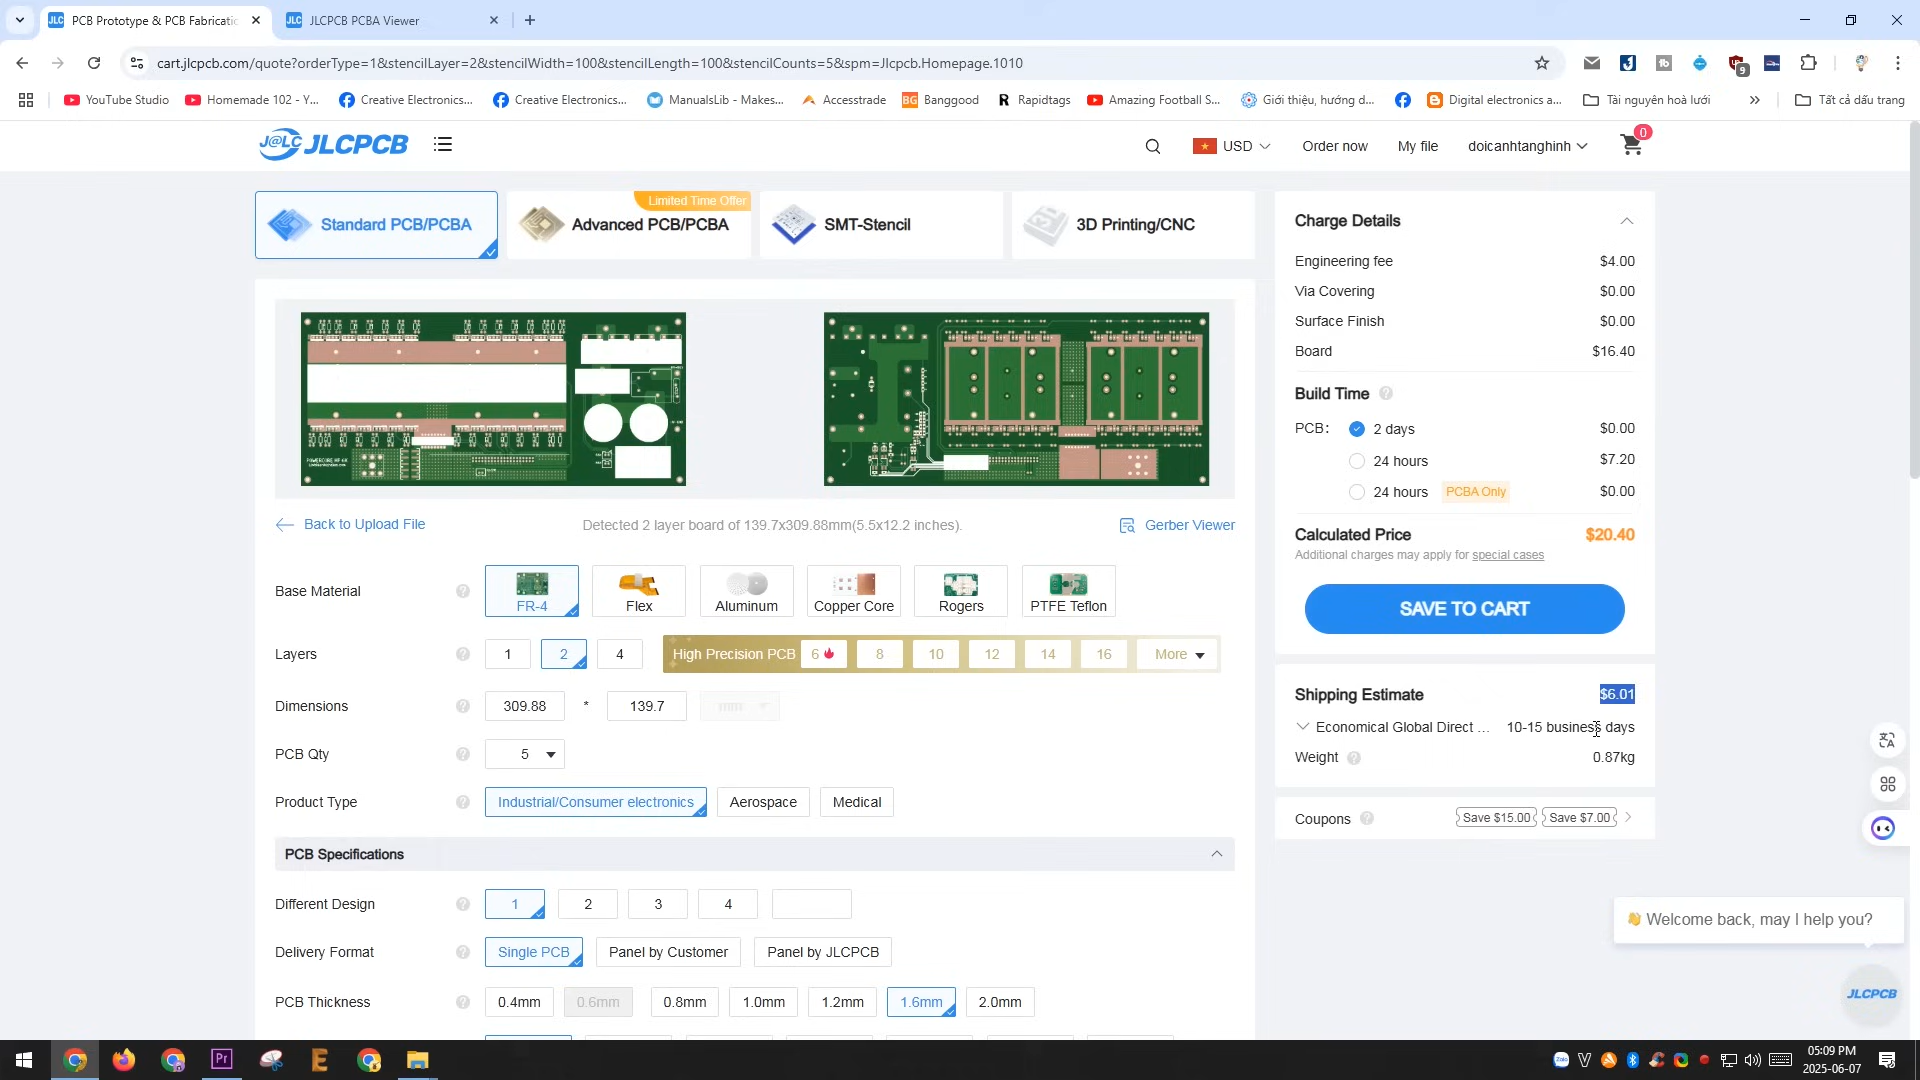 PCB Prototype & PCB Fabricatic
JLCPCB PCBA Viewer
cart.jlcpcb.com/quote?orderType=1&stencilLayer=2&stencilWidth=100&stencilLength=100&stencilCounts=5&spm=Jlcpcb.Homepage.1010
9
YouTube Studio
Homemade 102 - Y...
Creative Electronics...
Creative Electronics...
ManualsLib - Makes...
Accesstrade
BG Banggood
Rapidtags
Amazing Football S...
Giới thiệu, hướng d...
Digital electronics a...
Tài nguyên hoà lưới
Tất cả dấu trang
J@LC JLCPCB
USD
Order now
My file
doicanhtanghinh
0
Standard PCB/PCBA
Limited Time Offer
Advanced PCB/PCBA
SMT-Stencil
3D Printing/CNC
Back to Upload File
Detected 2 layer board of 139.7x309.88mm(5.5x12.2 inches).
Gerber Viewer
Base Material
FR-4
Flex
Aluminum
Copper Core
Rogers
PTFE Teflon
Layers
1
2
4
High Precision PCB
6
8
10
12
14
16
More
Dimensions
309.88
*
139.7
mm
PCB Qty
5
Product Type
Industrial/Consumer electronics
Aerospace
Medical
PCB Specifications
Different Design
1
2
3
4
Delivery Format
Single PCB
Panel by Customer
Panel by JLCPCB
PCB Thickness
0.4mm
0.6mm
0.8mm
1.0mm
1.2mm
1.6mm
2.0mm
Charge Details
Engineering fee $4.00
Via Covering $0.00
Surface Finish $0.00
Board $16.40
Build Time
PCB: 2 days $0.00
24 hours $7.20
24 hours PCBA Only $0.00
Calculated Price $20.40
Additional charges may apply for special cases
SAVE TO CART
Shipping Estimate $6.01
Economical Global Direct ... 10-15 business days
Weight 0.87kg
Coupons Save $15.00 Save $7.00
👋 Welcome back, may I help you?
JLCPCB
05:09 PM
2025-06-07